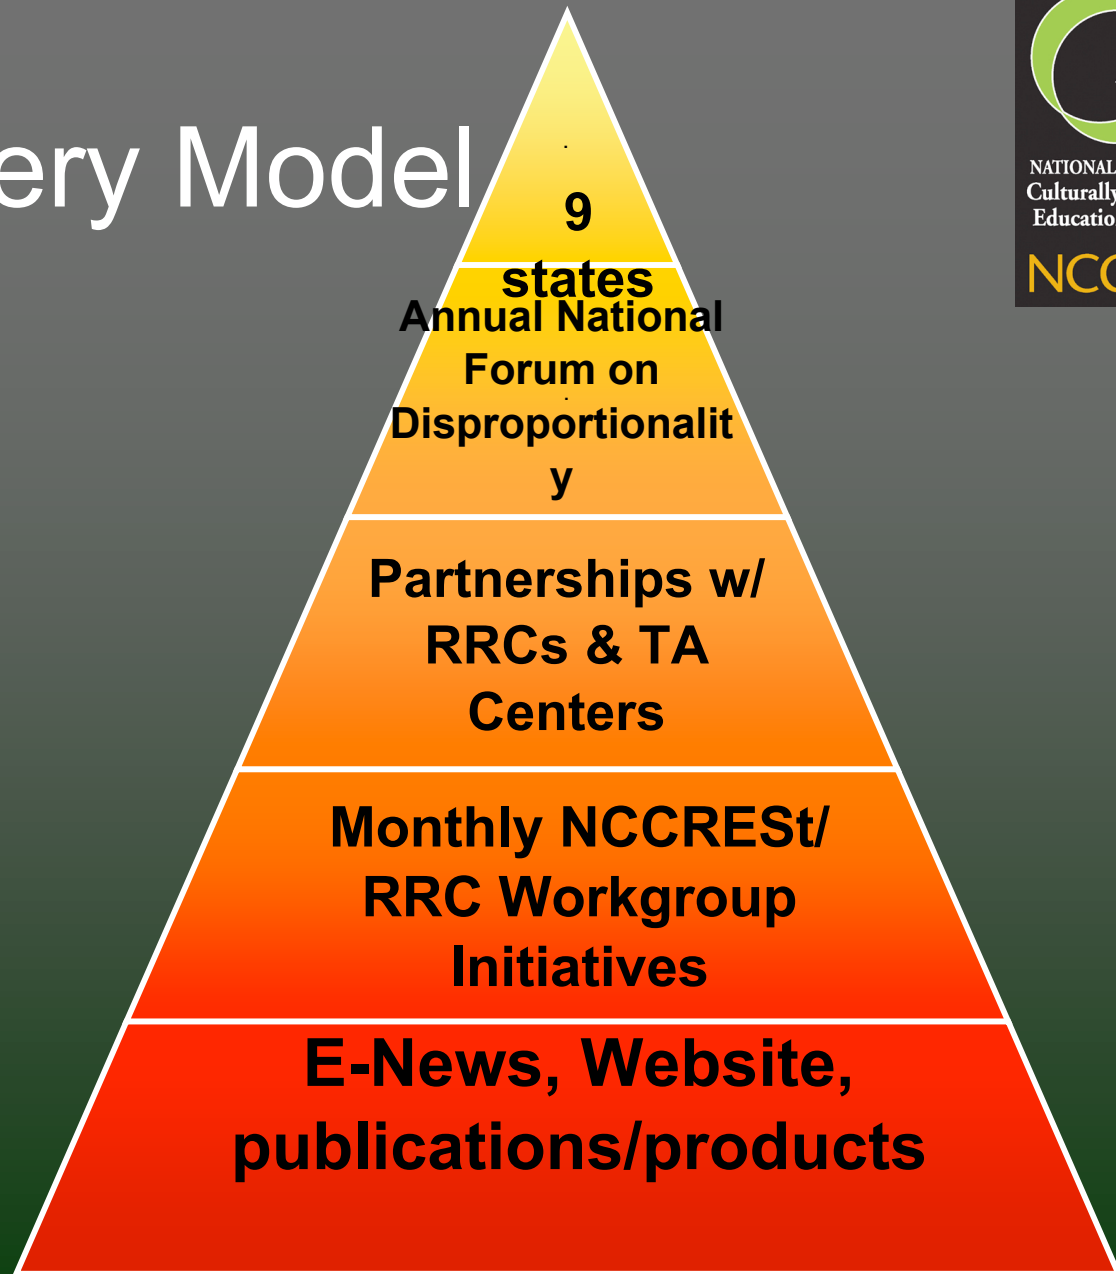 ery Model
9
states
Annual National
Forum on
Disproportionalit
y
Partnerships w/
RRCs & TA
Centers
Monthly NCCRESt/
RRC Workgroup
Initiatives
E-News, Website,
publications/products
NATIONAL
Culturally
Educatio
NCC